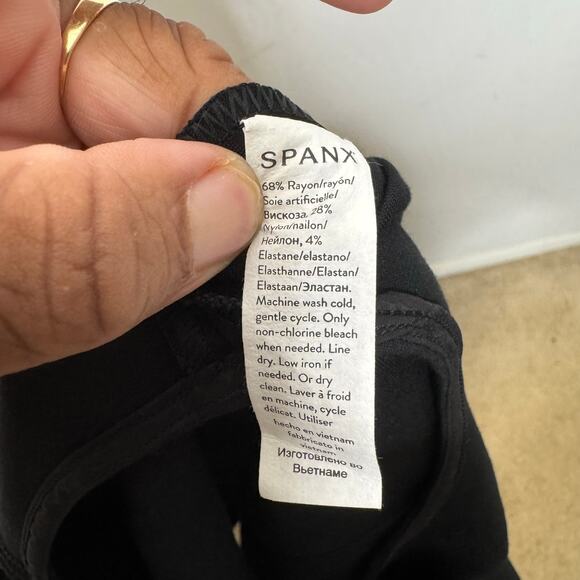 SPANX
68% Rayon/rayón/
Soie artificielle/
Вискоза, 28%
Nylon/nailon/
Нейлон, 4%
Elastane/elastano/
Elasthanne/Elastan/
Elastaan/Эластан.
Machine wash cold,
gentle cycle. Only
non-chlorine bleach
when needed. Line
dry. Low iron if
needed. Or dry
clean. Laver à froid
en machine, cycle
délicat. Utiliser
hecho en vietnam
fabbricato in
vietnam
Изготовлено во
Вьетнаме